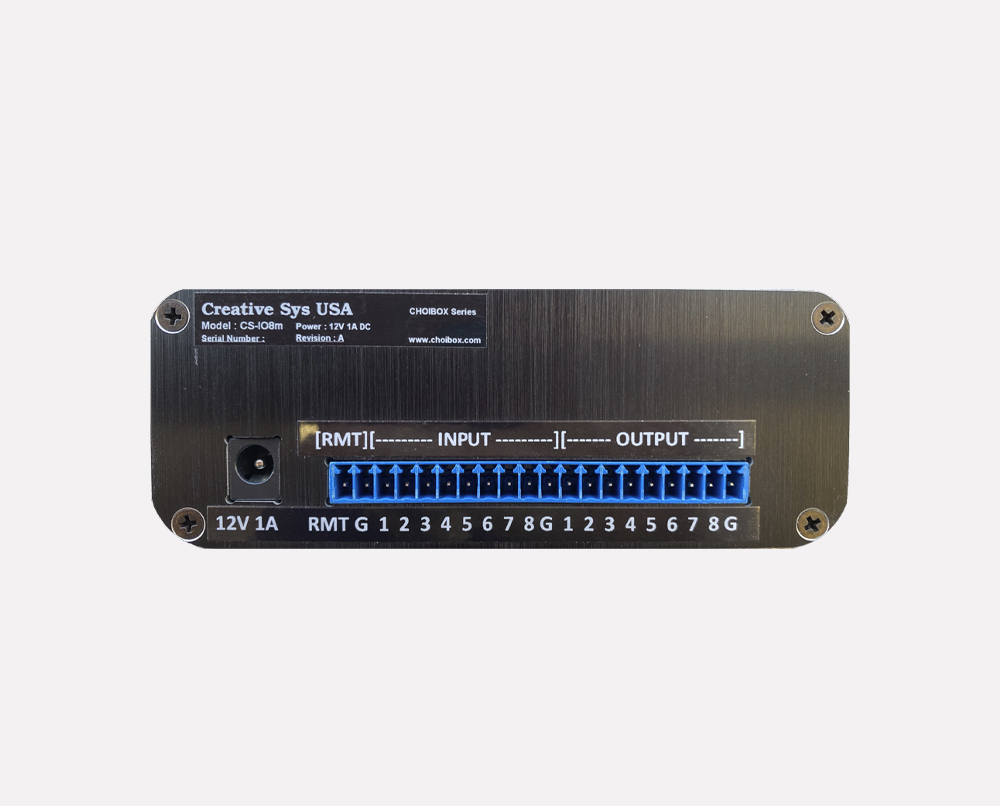 Creative Sys USA
CHOIBOX Series
Model : CS-IO8m Power : 12V 1A DC
Serial Number : Revision : A
www.choibox.com
[RMT][--------- INPUT ---------][------- OUTPUT -------]
12V 1A RMT G 1 2 3 4 5 6 7 8 G 1 2 3 4 5 6 7 8 G